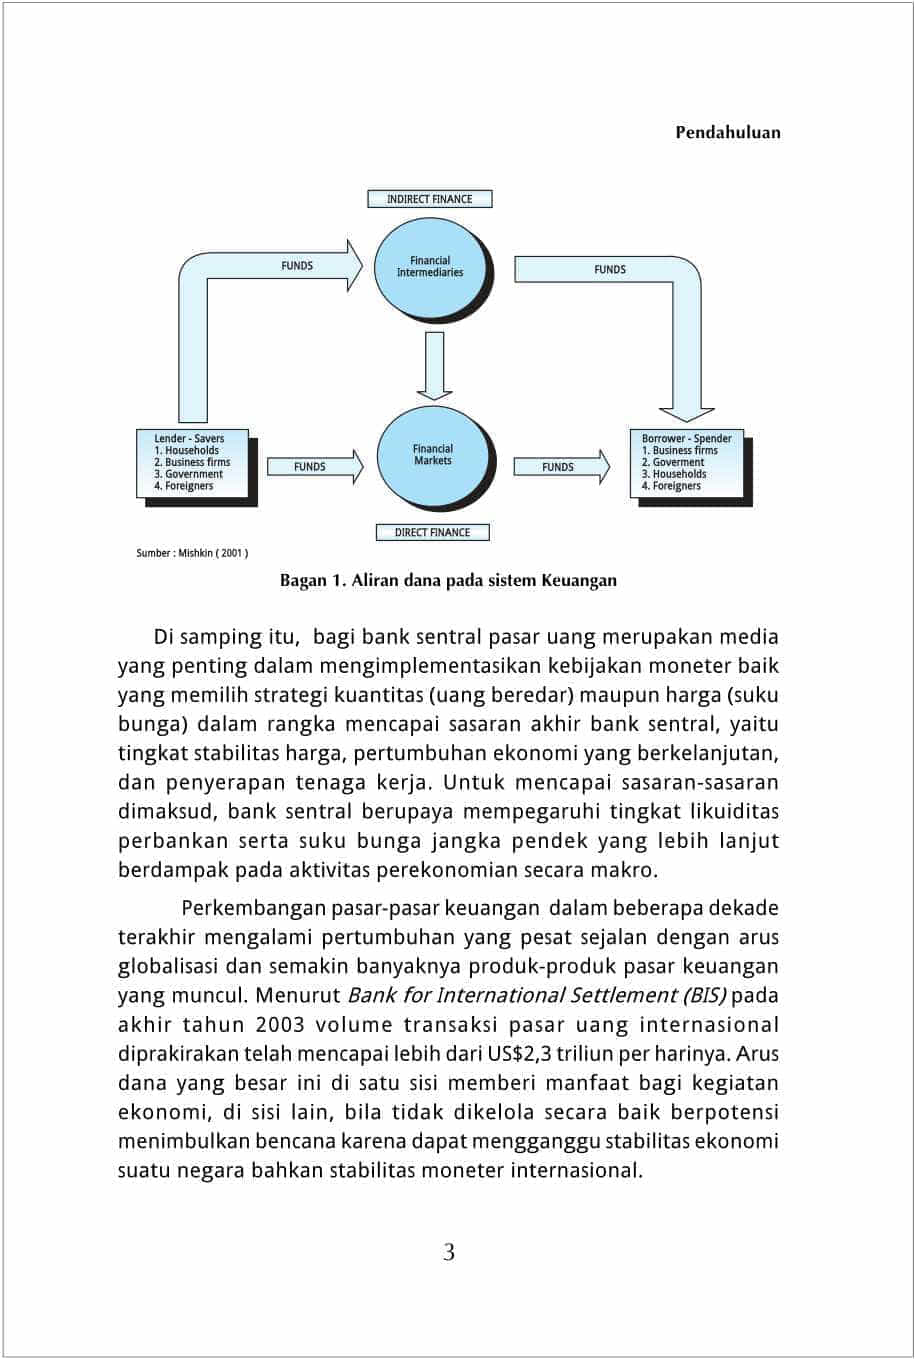 Pendahuluan
INDIRECT FINANCE
Financial
Intermediaries
FUNDS
FUNDS
Lender - Savers
1. Households
2. Business firms
3. Government
4. Foreigners
FUNDS
Financial
Markets
FUNDS
Borrower - Spender
1. Business firms
2. Goverment
3. Households
4. Foreigners
DIRECT FINANCE
Sumber : Mishkin ( 2001 )
Bagan 1. Aliran dana pada sistem Keuangan
Di samping itu, bagi bank sentral pasar uang merupakan media
yang penting dalam mengimplementasikan kebijakan moneter baik
yang memilih strategi kuantitas (uang beredar) maupun harga (suku
bunga) dalam rangka mencapai sasaran akhir bank sentral, yaitu
tingkat stabilitas harga, pertumbuhan ekonomi yang berkelanjutan,
dan penyerapan tenaga kerja. Untuk mencapai sasaran-sasaran
dimaksud, bank sentral berupaya mempegaruhi tingkat likuiditas
perbankan serta suku bunga jangka pendek yang lebih lanjut
berdampak pada aktivitas perekonomian secara makro.
Perkembangan pasar-pasar keuangan dalam beberapa dekade
terakhir mengalami pertumbuhan yang pesat sejalan dengan arus
globalisasi dan semakin banyaknya produk-produk pasar keuangan
yang muncul. Menurut Bank for International Settlement (BIS) pada
akhir tahun 2003 volume transaksi pasar uang internasional
diprakirakan telah mencapai lebih dari US$2,3 triliun per harinya. Arus
dana yang besar ini di satu sisi memberi manfaat bagi kegiatan
ekonomi, di sisi lain, bila tidak dikelola secara baik berpotensi
menimbulkan bencana karena dapat mengganggu stabilitas ekonomi
suatu negara bahkan stabilitas moneter internasional.
3